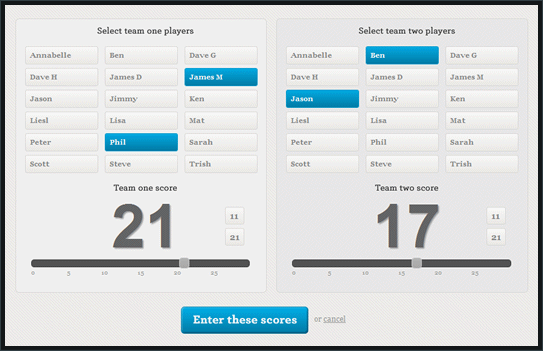 Select team one players
Annabelle Ben Dave G
Dave H James D James M
Jason Jimmy Ken
Liesl Lisa Mat
Peter Phil Sarah
Scott Steve Trish
Team one score
21
11
21
0 5 10 15 20 25
Select team two players
Annabelle Ben Dave G
Dave H James D James M
Jason Jimmy Ken
Liesl Lisa Mat
Peter Phil Sarah
Scott Steve Trish
Team two score
17
11
21
0 5 10 15 20 25
Enter these scores or cancel